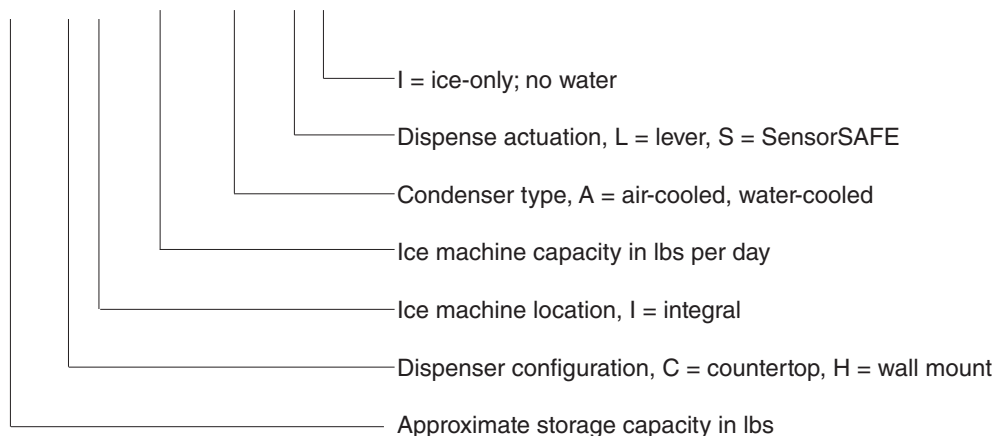 I = ice-only; no water
Dispense actuation, L = lever, S = SensorSAFE
Condenser type, A = air-cooled, water-cooled
Ice machine capacity in lbs per day
Ice machine location, I = integral
Dispenser configuration, C = countertop, H = wall mount
Approximate storage capacity in lbs